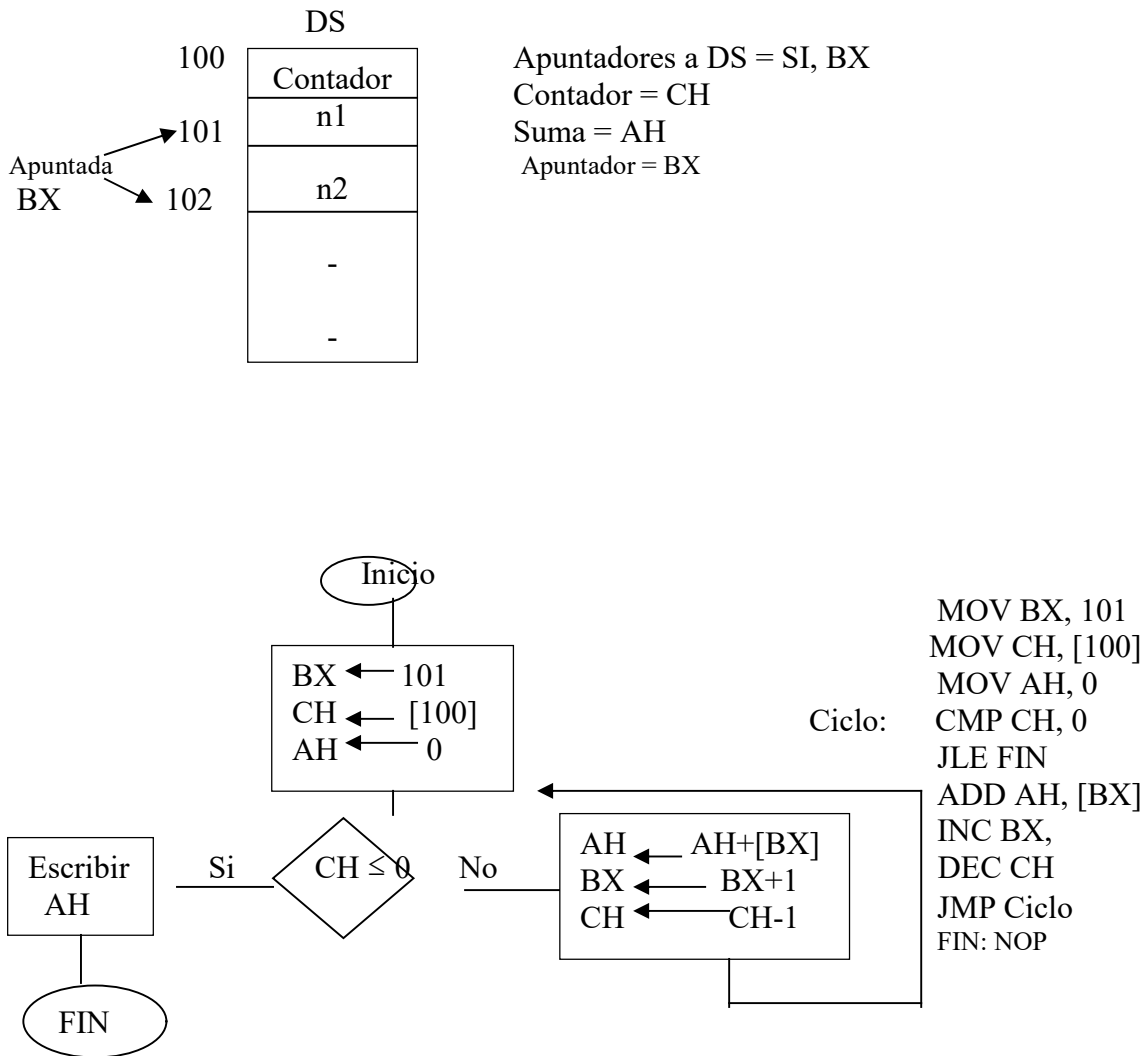 DS
100
Contador
n1
101
Apuntada
BX
102
n2
-
-
Apuntadores a DS = SI, BX
Contador = CH
Suma = AH
Apuntador = BX
Inicio
BX 101
CH [100]
AH 0
CH ≤ 0
Si
No
Escribir
AH
FIN
AH AH+[BX]
BX BX+1
CH CH-1
MOV BX, 101
MOV CH, [100]
MOV AH, 0
Ciclo: CMP CH, 0
JLE FIN
ADD AH, [BX]
INC BX,
DEC CH
JMP Ciclo
FIN: NOP